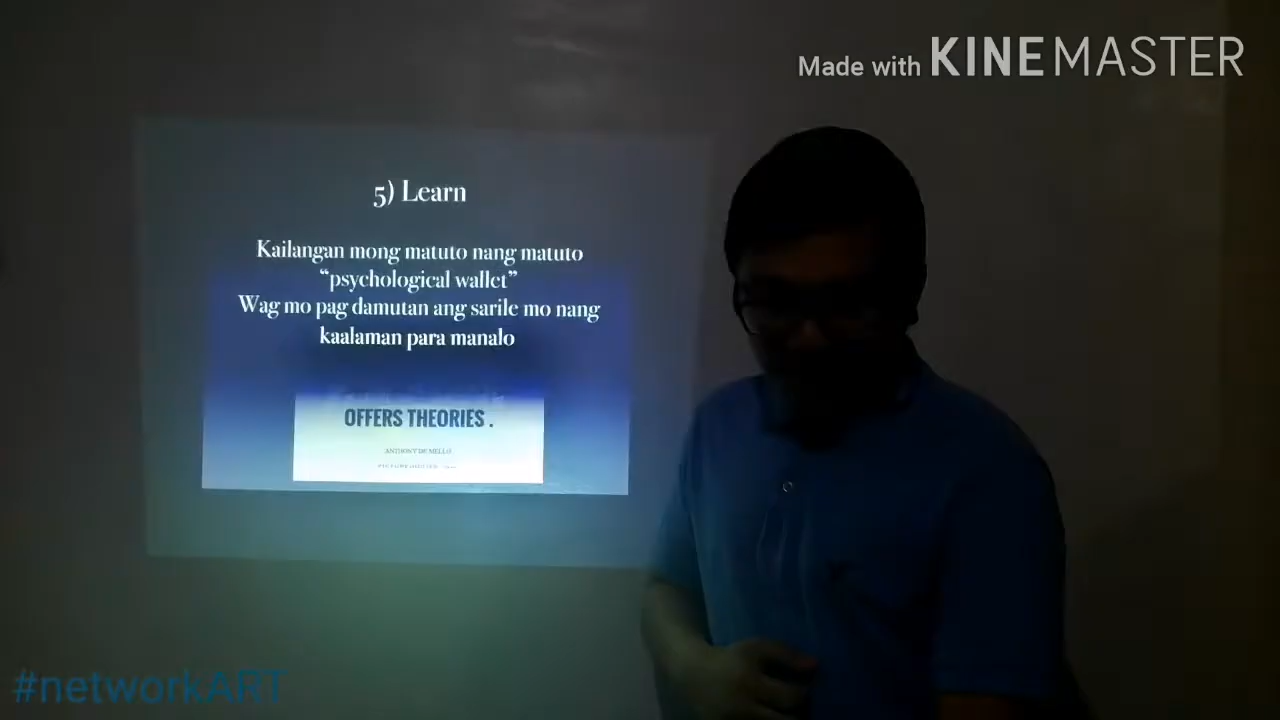 Made with KINEMASTER
5) Learn
Kailangan mong matuto nang matuto
“psychological wallet”
Wag mo pag damutan ang sarile mo nang
kaalaman para manalo
OFFERS THEORIES .
ANTHONY DE MELLO
#networkART